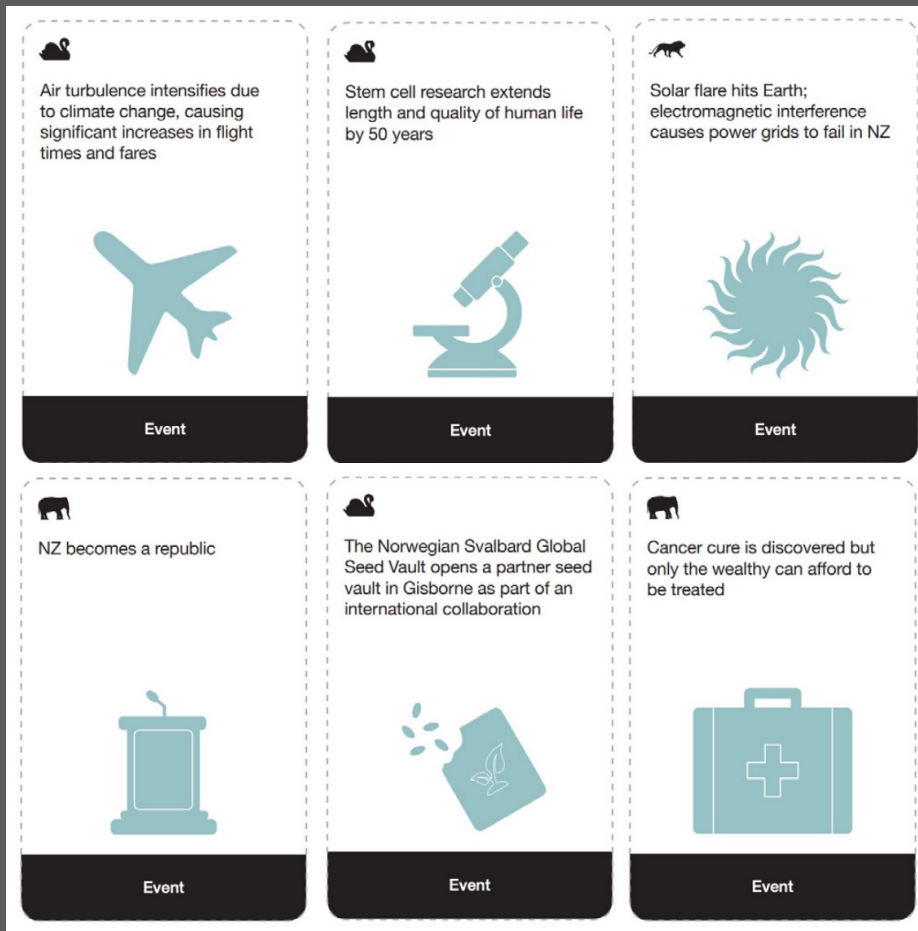 Air turbulence intensifies due
to climate change, causing
significant increases in flight
times and fares
Event
Stem cell research extends
length and quality of human life
by 50 years
Event
Solar flare hits Earth;
electromagnetic interference
causes power grids to fail in NZ
Event
NZ becomes a republic
Event
The Norwegian Svalbard Global
Seed Vault opens a partner seed
vault in Gisborne as part of an
international collaboration
Event
Cancer cure is discovered but
only the wealthy can afford to
be treated
Event